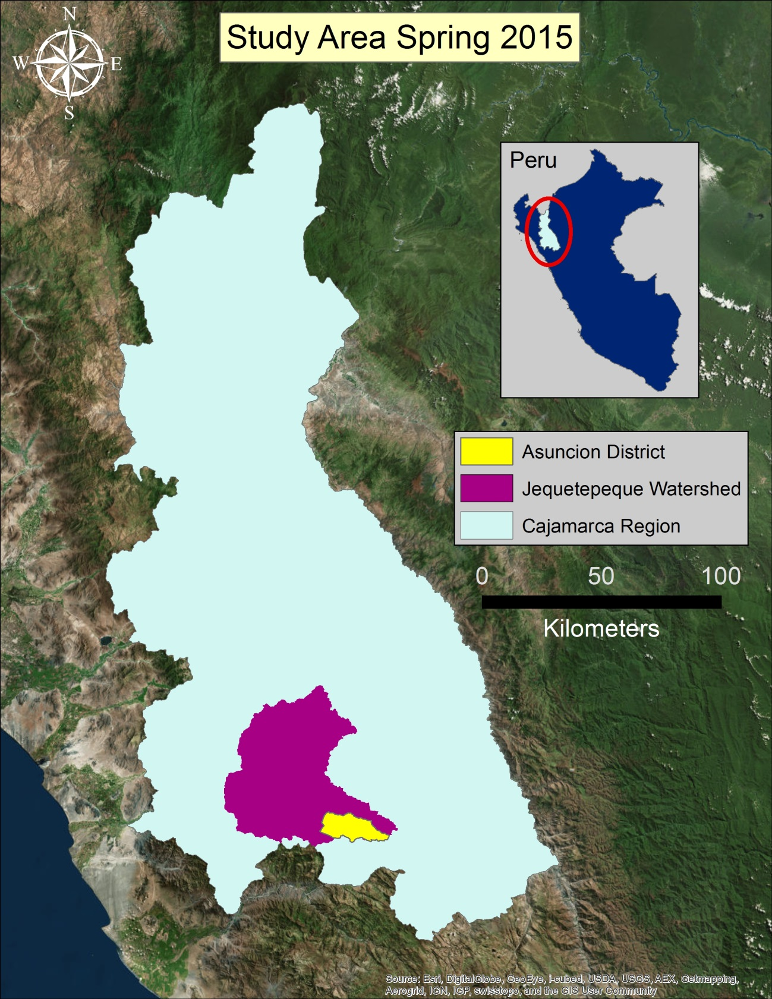 N
Study Area Spring 2015
W
E
S
Peru
Asuncion District
Jequetepeque Watershed
Cajamarca Region
0 50 100
Kilometers
Source: Esri, DigitalGlobe, GeoEye, i-cubed, USDA, USGS, AEX, Getmapping,
Aerogrid, IGN, IGP, swisstopo, and the GIS User Community